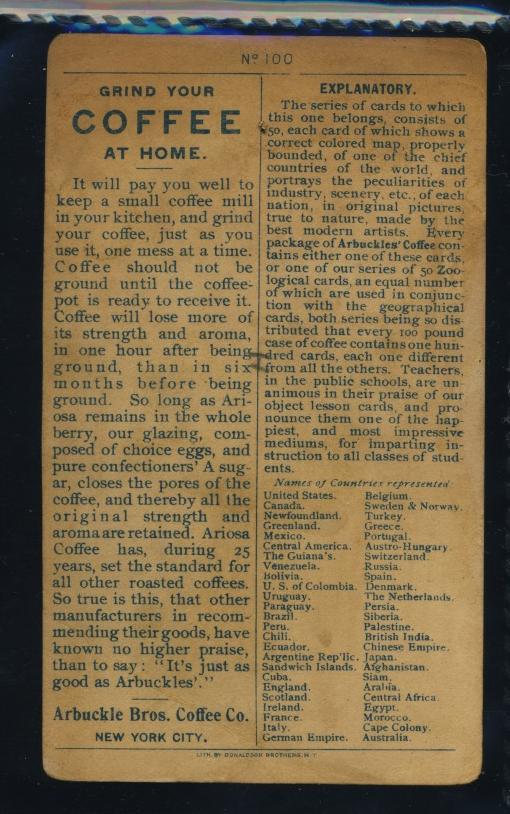 No 100
GRIND YOUR
COFFEE
AT HOME.
It will pay you well to
keep a small coffee mill
in your kitchen, and grind
your coffee, just as you
use it, one mess at a time.
Coffee should not be
ground until the coffee-
pot is ready to receive it.
Coffee will lose more of
its strength and aroma,
in one hour after being
ground, than in six
months before being
ground. So long as Ari-
osa remains in the whole
berry, our glazing, com-
posed of choice eggs, and
pure confectioners' A sug-
ar, closes the pores of the
coffee, and thereby all the
original strength and
aroma are retained. Ariosa
Coffee has, during 25
years, set the standard for
all other roasted coffees.
So true is this, that other
manufacturers in recom-
mending their goods, have
known no higher praise,
than to say: "It's just as
good as Arbuckles'."
Arbuckle Bros. Coffee Co.
NEW YORK CITY.
EXPLANATORY.
The series of cards to which
this one belongs, consists of
50, each card of which shows a
correct colored map, properly
bounded, of one of the chief
countries of the world, and
portrays the peculiarities of
industry, scenery, etc., of each
nation, in original pictures,
true to nature, made by the
best modern artists. Every
package of Arbuckles' Coffee con-
tains either one of these cards,
or one of our series of 50 Zoo-
logical cards, an equal number
of which are used in conjunc-
tion with the geographical
cards, both series being so dis-
tributed that every 100 pound
case of coffee contains one hun-
dred cards, each one different
from all the others. Teachers,
in the public schools, are un-
animous in their praise of our
object lesson cards, and pro-
nounce them one of the hap-
piest, and most impressive
mediums, for imparting in-
struction to all classes of stud-
ents.
Names of Countries represented
United States.
Canada.
Newfoundland.
Greenland.
Mexico.
Central America.
The Guiana's.
Venezuela.
Bolivia.
U. S. of Colombia.
Uruguay.
Paraguay.
Brazil.
Peru.
Chili.
Ecuador.
Argentine Rep'lic.
Sandwich Islands.
Cuba.
England.
Scotland.
Ireland.
France.
Italy.
German Empire.
Belgium.
Sweden & Norway.
Turkey.
Greece.
Portugal.
Austro-Hungary
Switzerland.
Russia.
Spain.
Denmark.
The Netherlands.
Persia.
Siberia.
Palestine.
British India.
Chinese Empire.
Japan.
Afghanistan.
Siam.
Arabia.
Central Africa.
Egypt.
Morocco.
Cape Colony.
Australia.
LITH. BY DONALDSON BROTHERS, N.Y